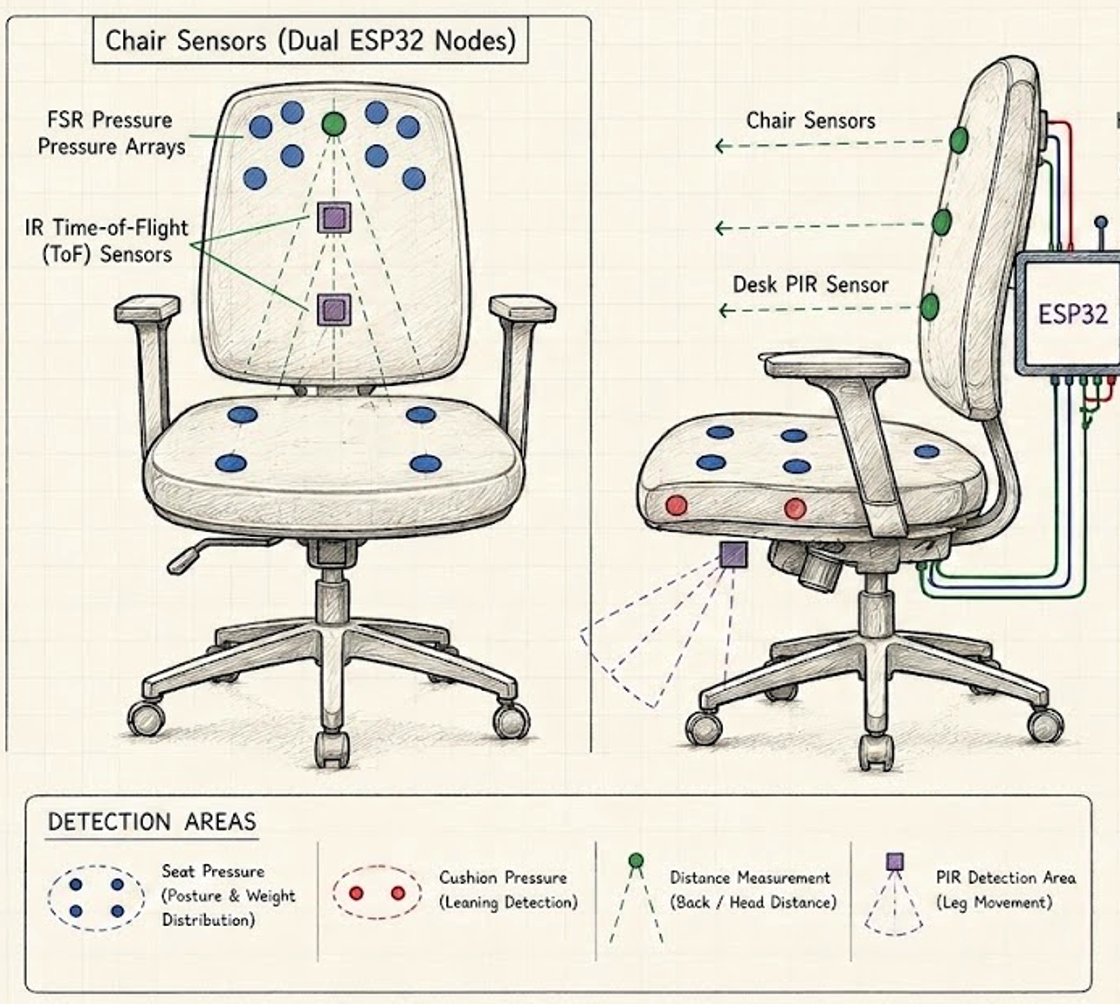 Chair Sensors (Dual ESP32 Nodes)
FSR Pressure
Pressure Arrays
IR Time-of-Flight
(ToF) Sensors
Chair Sensors
Desk PIR Sensor
ESP32
DETECTION AREAS
Seat Pressure
(Posture & Weight
Distribution)
Cushion Pressure
(Leaning Detection)
Distance Measurement
(Back / Head Distance)
PIR Detection Area
(Leg Movement)